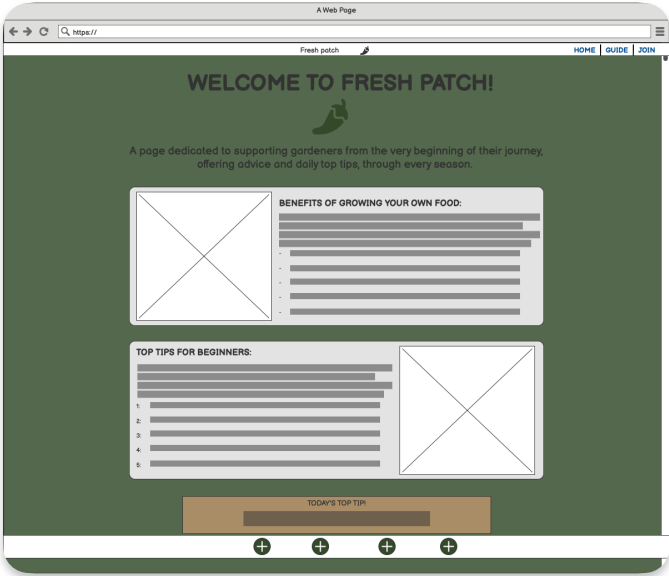 A Web Page
https://
Fresh patch
HOME GUIDE JOIN
WELCOME TO FRESH PATCH!
A page dedicated to supporting gardeners from the very beginning of their journey,
offering advice and daily top tips, through every season.
BENEFITS OF GROWING YOUR OWN FOOD:
-
-
-
-
-
TOP TIPS FOR BEGINNERS:
1:
2:
3:
4:
5:
TODAY'S TOP TIP!